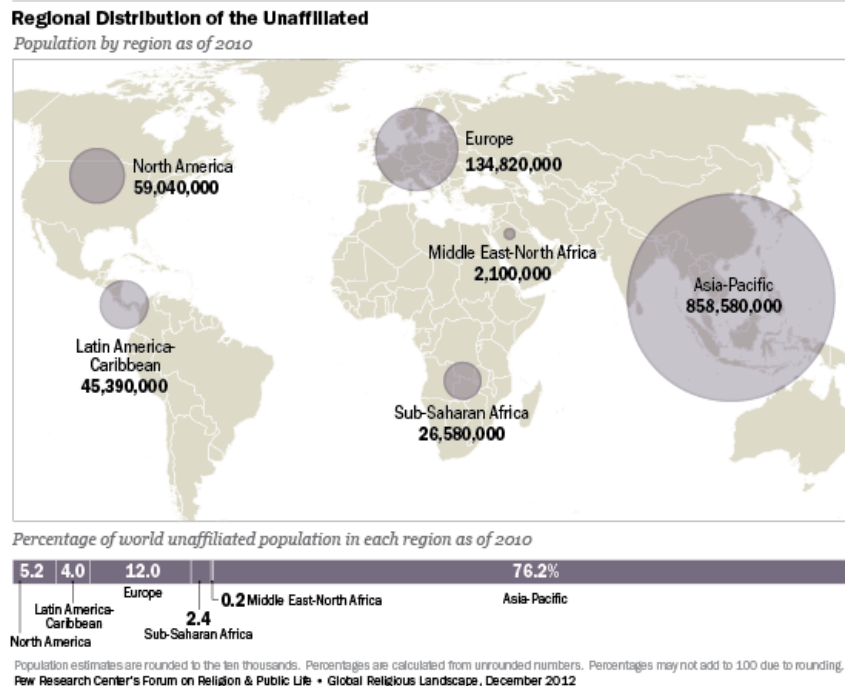 Regional Distribution of the Unaffiliated
Population by region as of 2010
North America
59,040,000
Europe
134,820,000
Middle East-North Africa
2,100,000
Asia-Pacific
858,580,000
Latin America-
Caribbean
45,390,000
Sub-Saharan Africa
26,580,000
Percentage of world unaffiliated population in each region as of 2010
5.2 4.0 12.0 76.2%
Europe
0.2 Middle East-North Africa
Asia-Pacific
Latin America-
Caribbean
2.4
Sub-Saharan Africa
North America
Population estimates are rounded to the ten thousands. Percentages are calculated from unrounded numbers. Percentages may not add to 100 due to rounding.
Pew Research Center's Forum on Religion & Public Life • Global Religious Landscape, December 2012